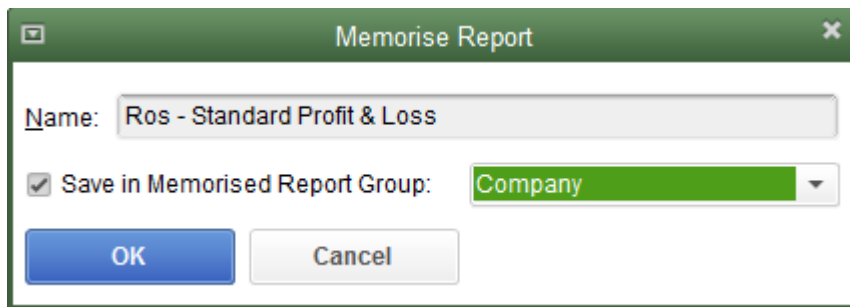 Memorise Report
Name: Ros - Standard Profit & Loss
Save in Memorised Report Group: Company
OK Cancel